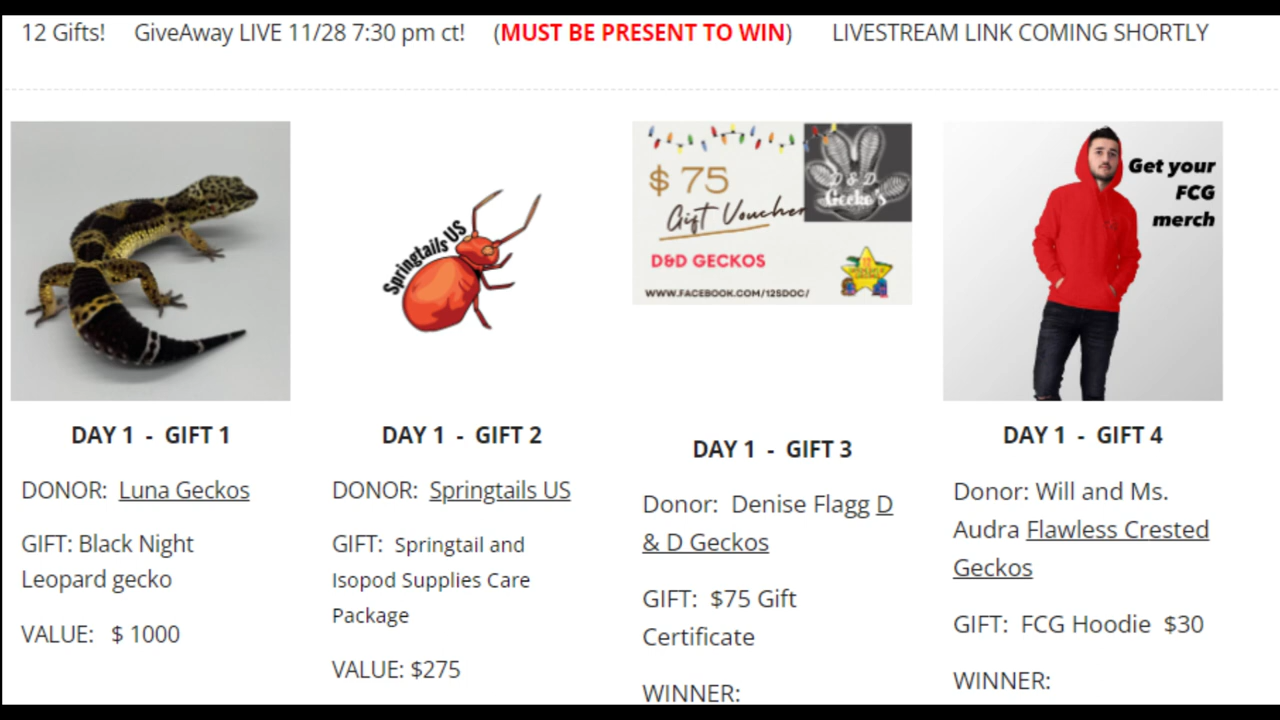 12 Gifts! GiveAway LIVE 11/28 7:30 pm ct! (MUST BE PRESENT TO WIN) LIVESTREAM LINK COMING SHORTLY
Springtails US
$ 75
Gift Voucher
D & D
Gecko's
D&D GECKOS
WWW.FACEBOOK.COM/125DOC/
Get your
FCG
merch
DAY 1 - GIFT 1
DONOR: Luna Geckos
GIFT: Black Night
Leopard gecko
VALUE: $ 1000
DAY 1 - GIFT 2
DONOR: Springtails US
GIFT: Springtail and
Isopod Supplies Care
Package
VALUE: $275
DAY 1 - GIFT 3
Donor: Denise Flagg D
& D Geckos
GIFT: $75 Gift
Certificate
WINNER:
DAY 1 - GIFT 4
Donor: Will and Ms.
Audra Flawless Crested
Geckos
GIFT: FCG Hoodie $30
WINNER: